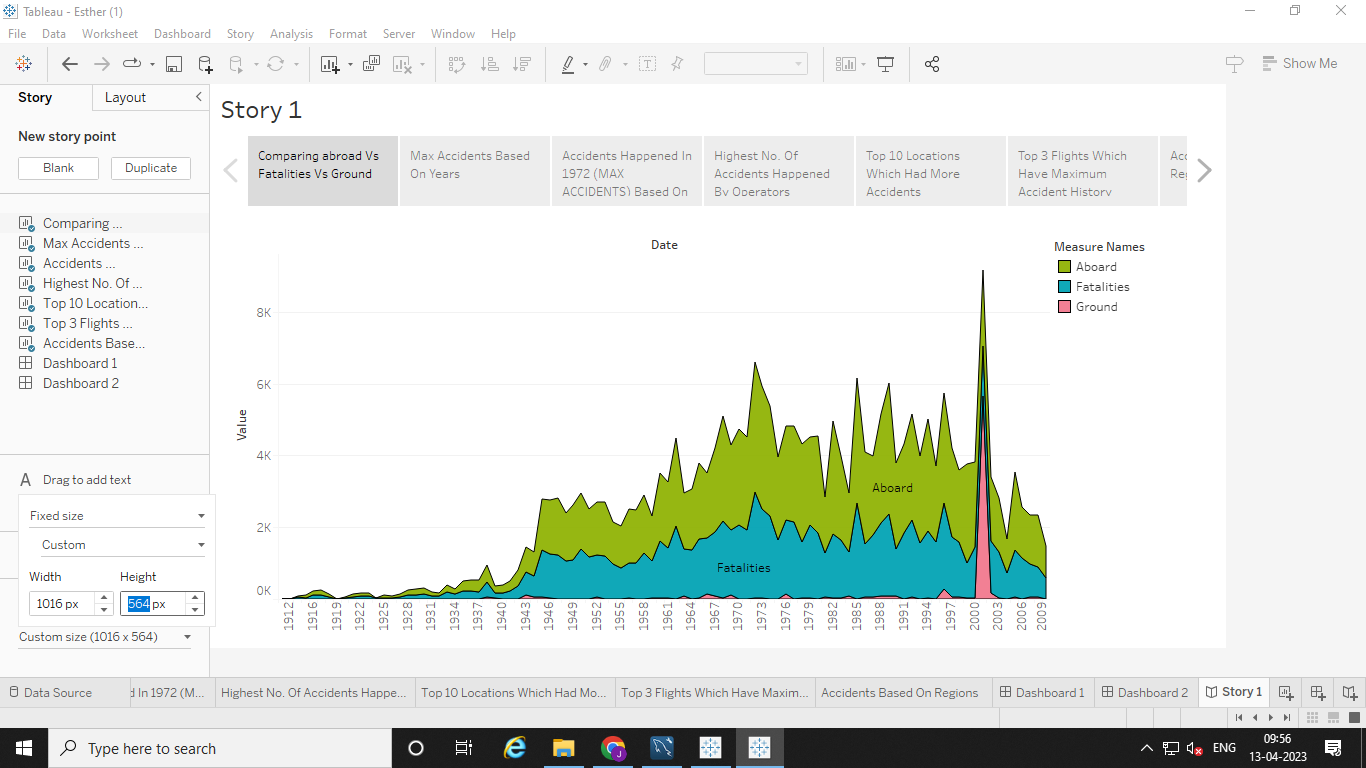 Tableau - Esther (1)
File Data Worksheet Dashboard Story Analysis Format Server Window Help
Show Me
Story Layout
New story point
Blank Duplicate
Comparing ...
Max Accidents ...
Accidents ...
Highest No. Of ...
Top 10 Location...
Top 3 Flights ...
Accidents Base...
Dashboard 1
Dashboard 2
A Drag to add text
Fixed size
Custom
Width Height
1016 px 564 px
Custom size (1016 x 564)
Story 1
Comparing abroad Vs
Fatalities Vs Ground
Max Accidents Based
On Years
Accidents Happened In
1972 (MAX
ACCIDENTS) Based On
Highest No. Of
Accidents Happened
By Operators
Top 10 Locations
Which Had More
Accidents
Top 3 Flights Which
Have Maximum
Accident History
Acc
Reg
Date
Value
8K
6K
4K
2K
0K
Aboard
Fatalities
1912 1916 1919 1922 1925 1928 1931 1934 1937 1940 1943 1946 1949 1952 1955 1958 1961 1964 1967 1970 1973 1976 1979 1982 1985 1988 1991 1994 1997 2000 2003 2006 2009
Measure Names
Aboard
Fatalities
Ground
Data Source d In 1972 (M... Highest No. Of Accidents Happe... Top 10 Locations Which Had Mo... Top 3 Flights Which Have Maxim... Accidents Based On Regions Dashboard 1 Dashboard 2 Story 1
Type here to search
ENG
09:56
13-04-2023